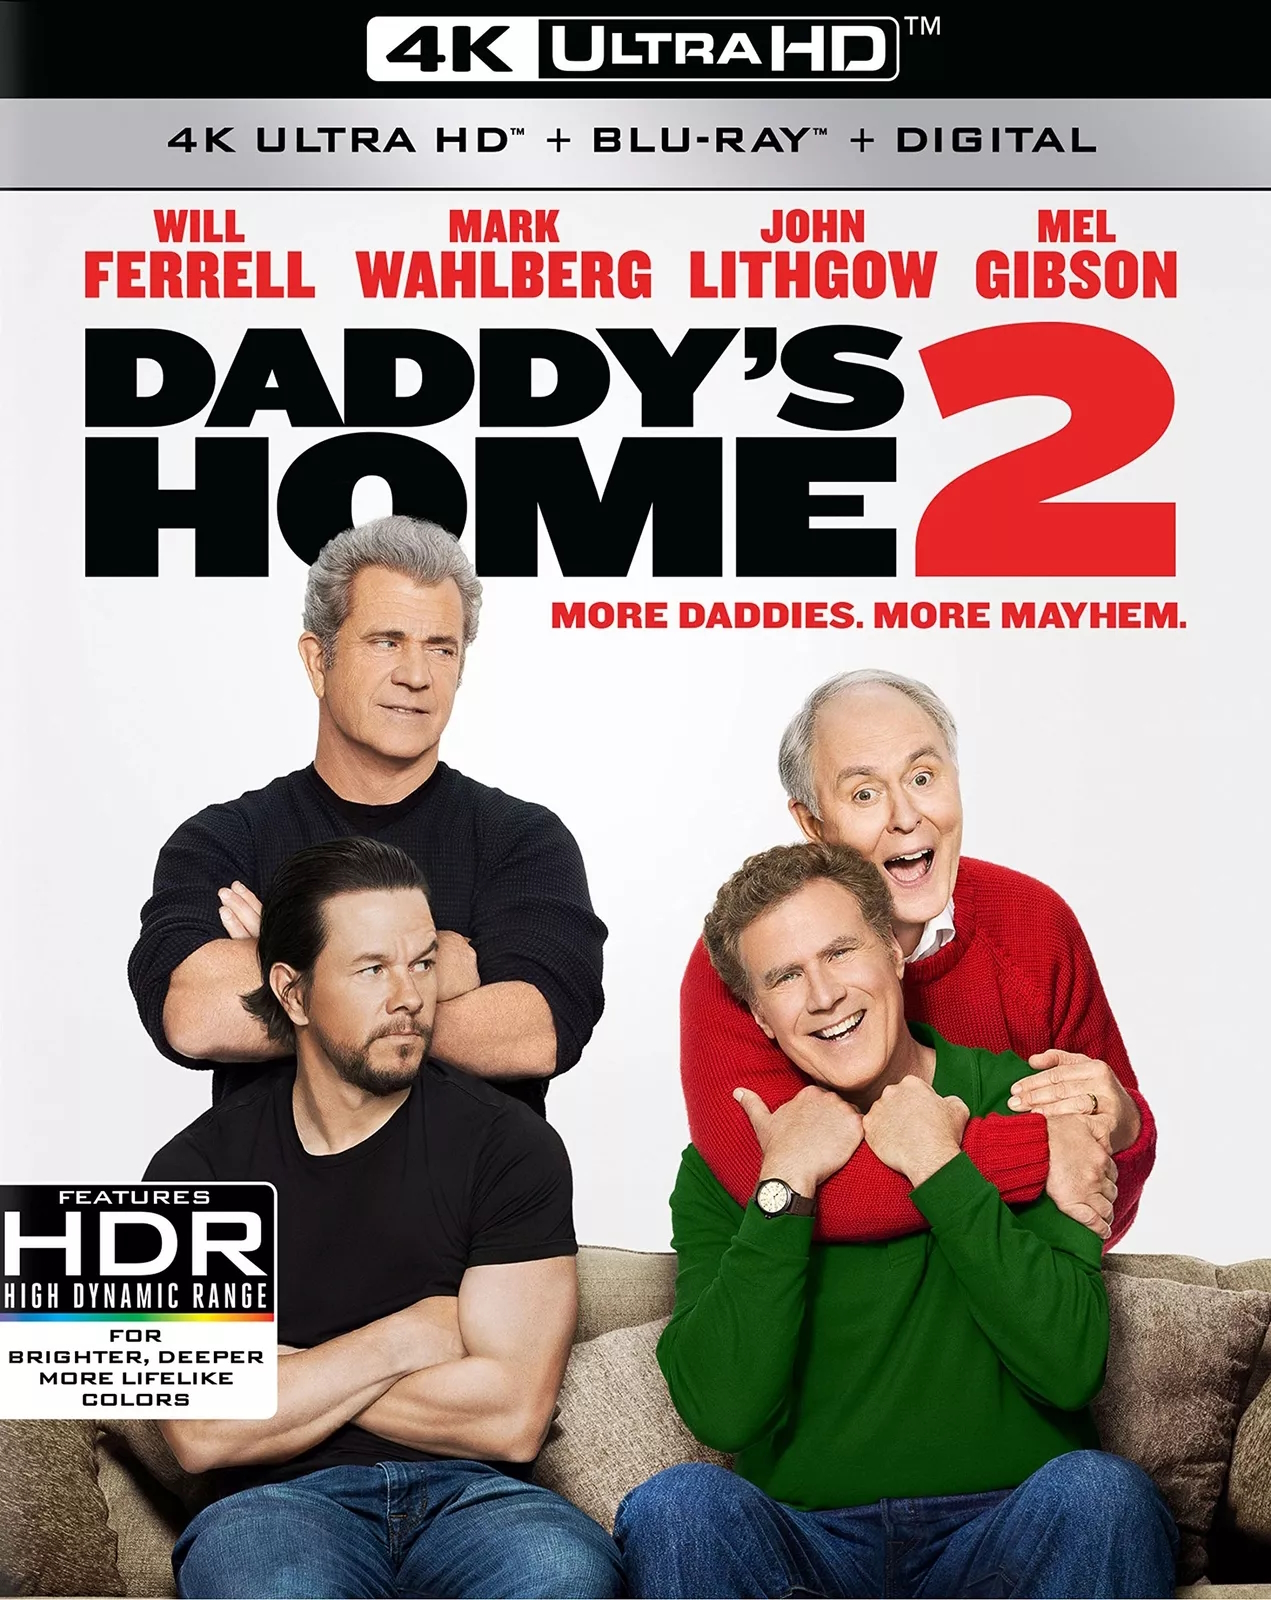 4K ULTRA HD™
4K ULTRA HD™ + BLU-RAY™ + DIGITAL
WILL FERRELL
MARK WAHLBERG
JOHN LITHGOW
MEL GIBSON
DADDY'S
HOME 2
MORE DADDIES. MORE MAYHEM.
FEATURES
HDR
HIGH DYNAMIC RANGE
FOR
BRIGHTER, DEEPER
MORE LIFELIKE
COLORS